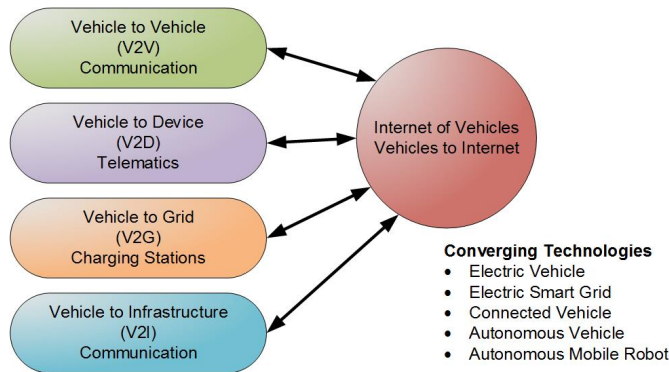 Vehicle to Vehicle
(V2V)
Communication
Vehicle to Device
(V2D)
Telematics
Vehicle to Grid
(V2G)
Charging Stations
Vehicle to Infrastructure
(V2I)
Communication
Internet of Vehicles
Vehicles to Internet
Converging Technologies
• Electric Vehicle
• Electric Smart Grid
• Connected Vehicle
• Autonomous Vehicle
• Autonomous Mobile Robot